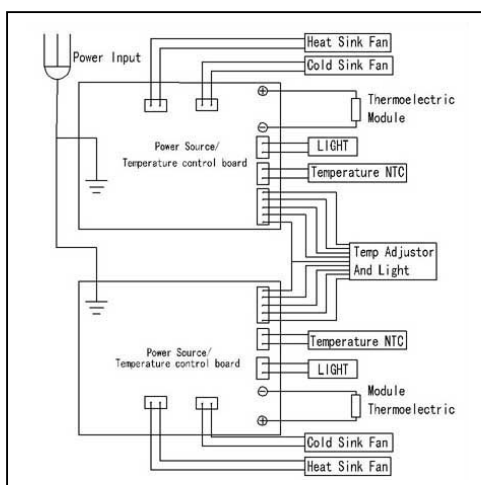 Power Input
Heat Sink Fan
Cold Sink Fan
Thermoelectric
Module
Power Source/
Temperature control board
LIGHT
Temperature NTC
Temp Adjustor
And Light
Power Source/
Temperature control board
Temperature NTC
LIGHT
Module
Thermoelectric
Cold Sink Fan
Heat Sink Fan